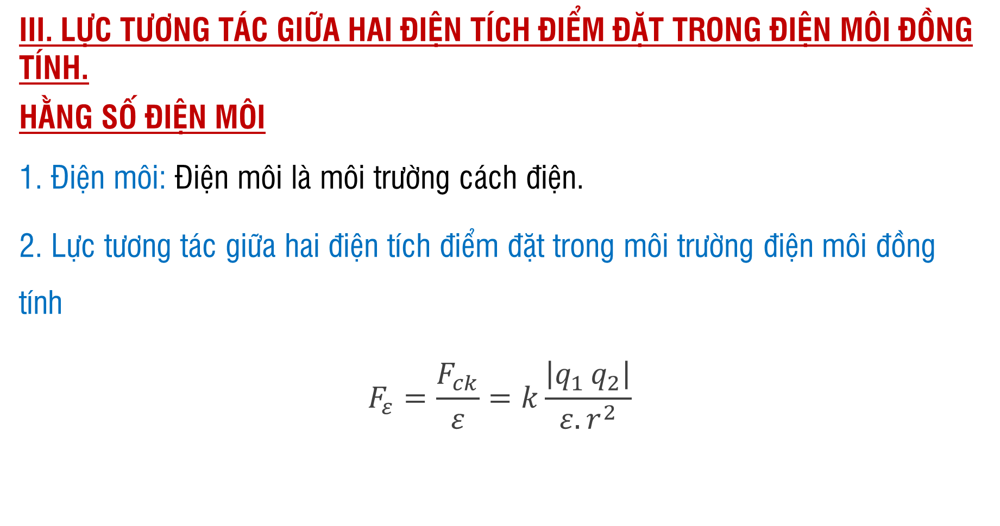 III. LỰC TƯƠNG TÁC GIỮA HAI ĐIỆN TÍCH ĐIỂM ĐẶT TRONG ĐIỆN MÔI ĐỒNG
TÍNH.
HẰNG SỐ ĐIỆN MÔI
1. Điện môi: Điện môi là môi trường cách điện.
2. Lực tương tác giữa hai điện tích điểm đặt trong môi trường điện môi đồng
tính
$F_{\varepsilon} = \frac{F_{ck}}{\varepsilon} = k \frac{|q_1 \, q_2|}{\varepsilon . r^2}$